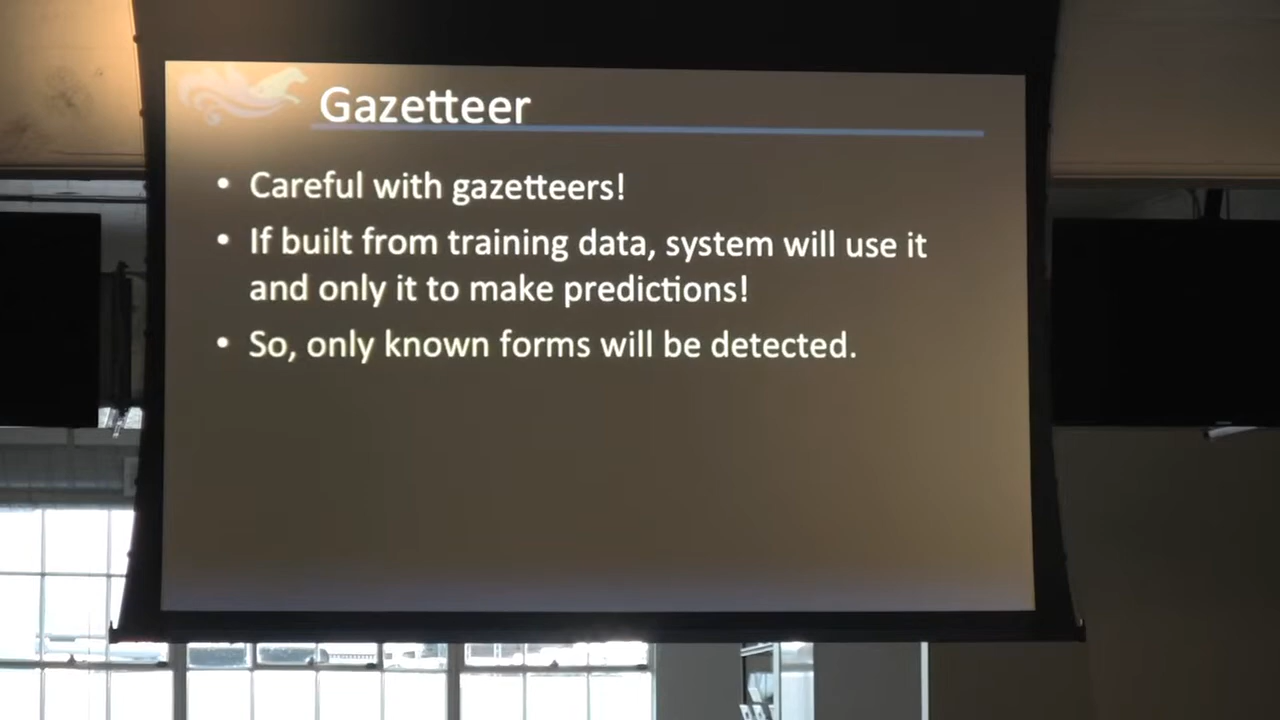 Gazetteer
• Careful with gazetteers!
• If built from training data, system will use it
and only it to make predictions!
• So, only known forms will be detected.